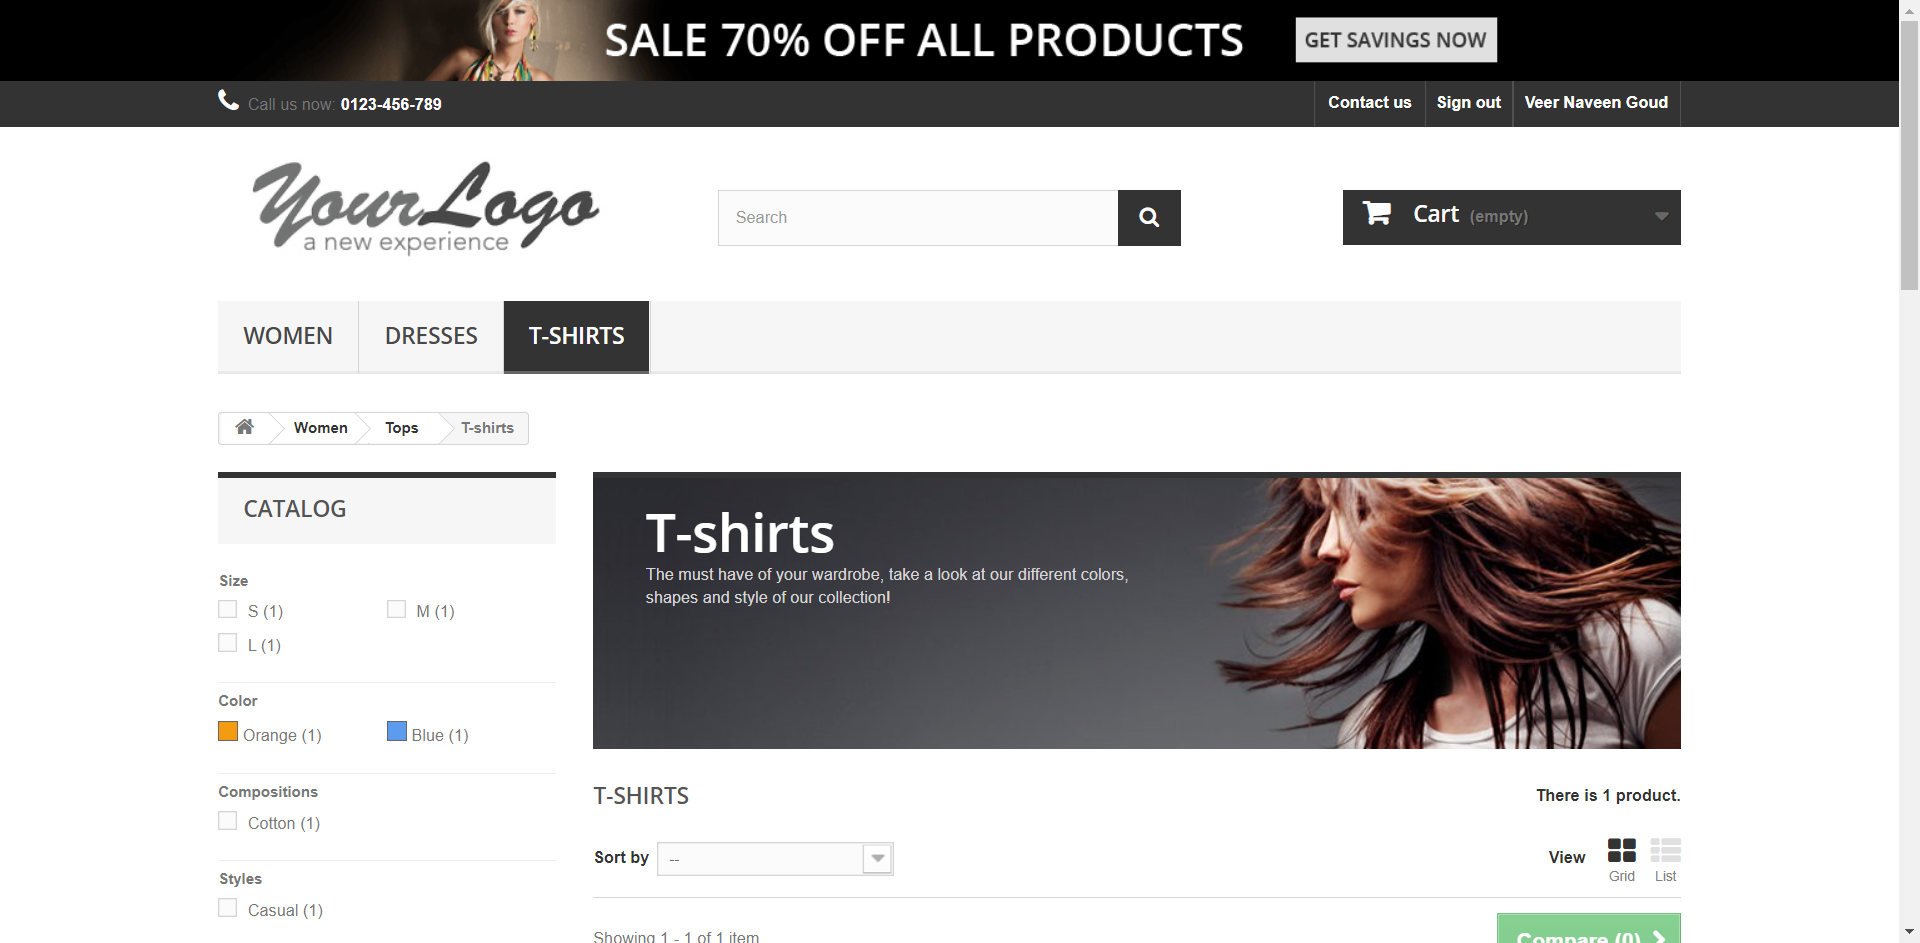 SALE 70% OFF ALL PRODUCTS
GET SAVINGS NOW
Call us now: 0123-456-789
Contact us
Sign out
Veer Naveen Goud
Your Logo
a new experience
Search
Cart (empty)
WOMEN
DRESSES
T-SHIRTS
Women
Tops
T-shirts
CATALOG
Size
S (1)
M (1)
L (1)
Color
Orange (1)
Blue (1)
Compositions
Cotton (1)
Styles
Casual (1)
T-shirts
The must have of your wardrobe, take a look at our different colors,
shapes and style of our collection!
T-SHIRTS
There is 1 product.
Sort by
--
View
Grid
List
Showing 1 - 1 of 1 item
Compare (0)